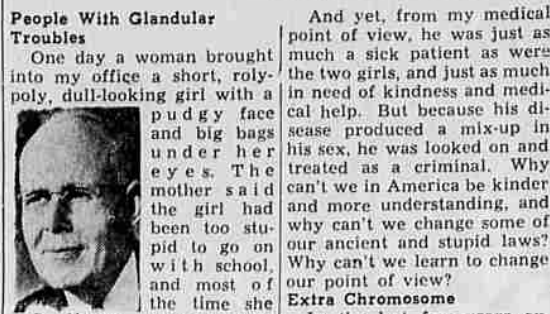 People With Glandular
Troubles
One day a woman brought
into my office a short, roly-
poly, dull-looking girl with a
pudgy face
and big bags
under her
eyes. The
mother said
the girl had
been too stu-
pid to go on
with school,
and most of
the time she
And yet, from my medical
point of view, he was just as
much a sick patient as were
the two girls, and just as much
in need of kindness and medi-
cal help. But because his di-
sease produced a mix-up in
his sex, he was looked on and
treated as a criminal. Why
can't we in America be kinder
and more understanding, and
why can't we change some of
our ancient and stupid laws?
Why can't we learn to change
our point of view?
Extra Chromosome